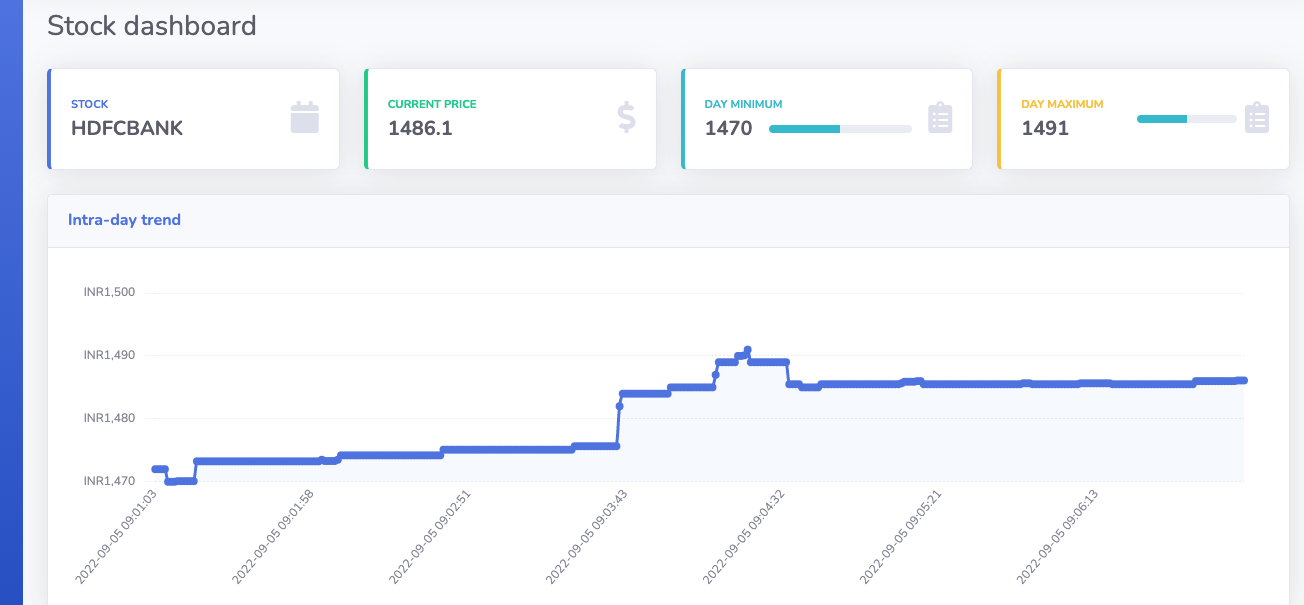 Stock dashboard
STOCK
HDFCBANK
CURRENT PRICE
1486.1
DAY MINIMUM
1470
DAY MAXIMUM
1491
Intra-day trend
INR1,500
INR1,490
INR1,480
INR1,470
2022-09-05 09:01:03
2022-09-05 09:01:58
2022-09-05 09:02:51
2022-09-05 09:03:43
2022-09-05 09:04:32
2022-09-05 09:05:21
2022-09-05 09:06:13